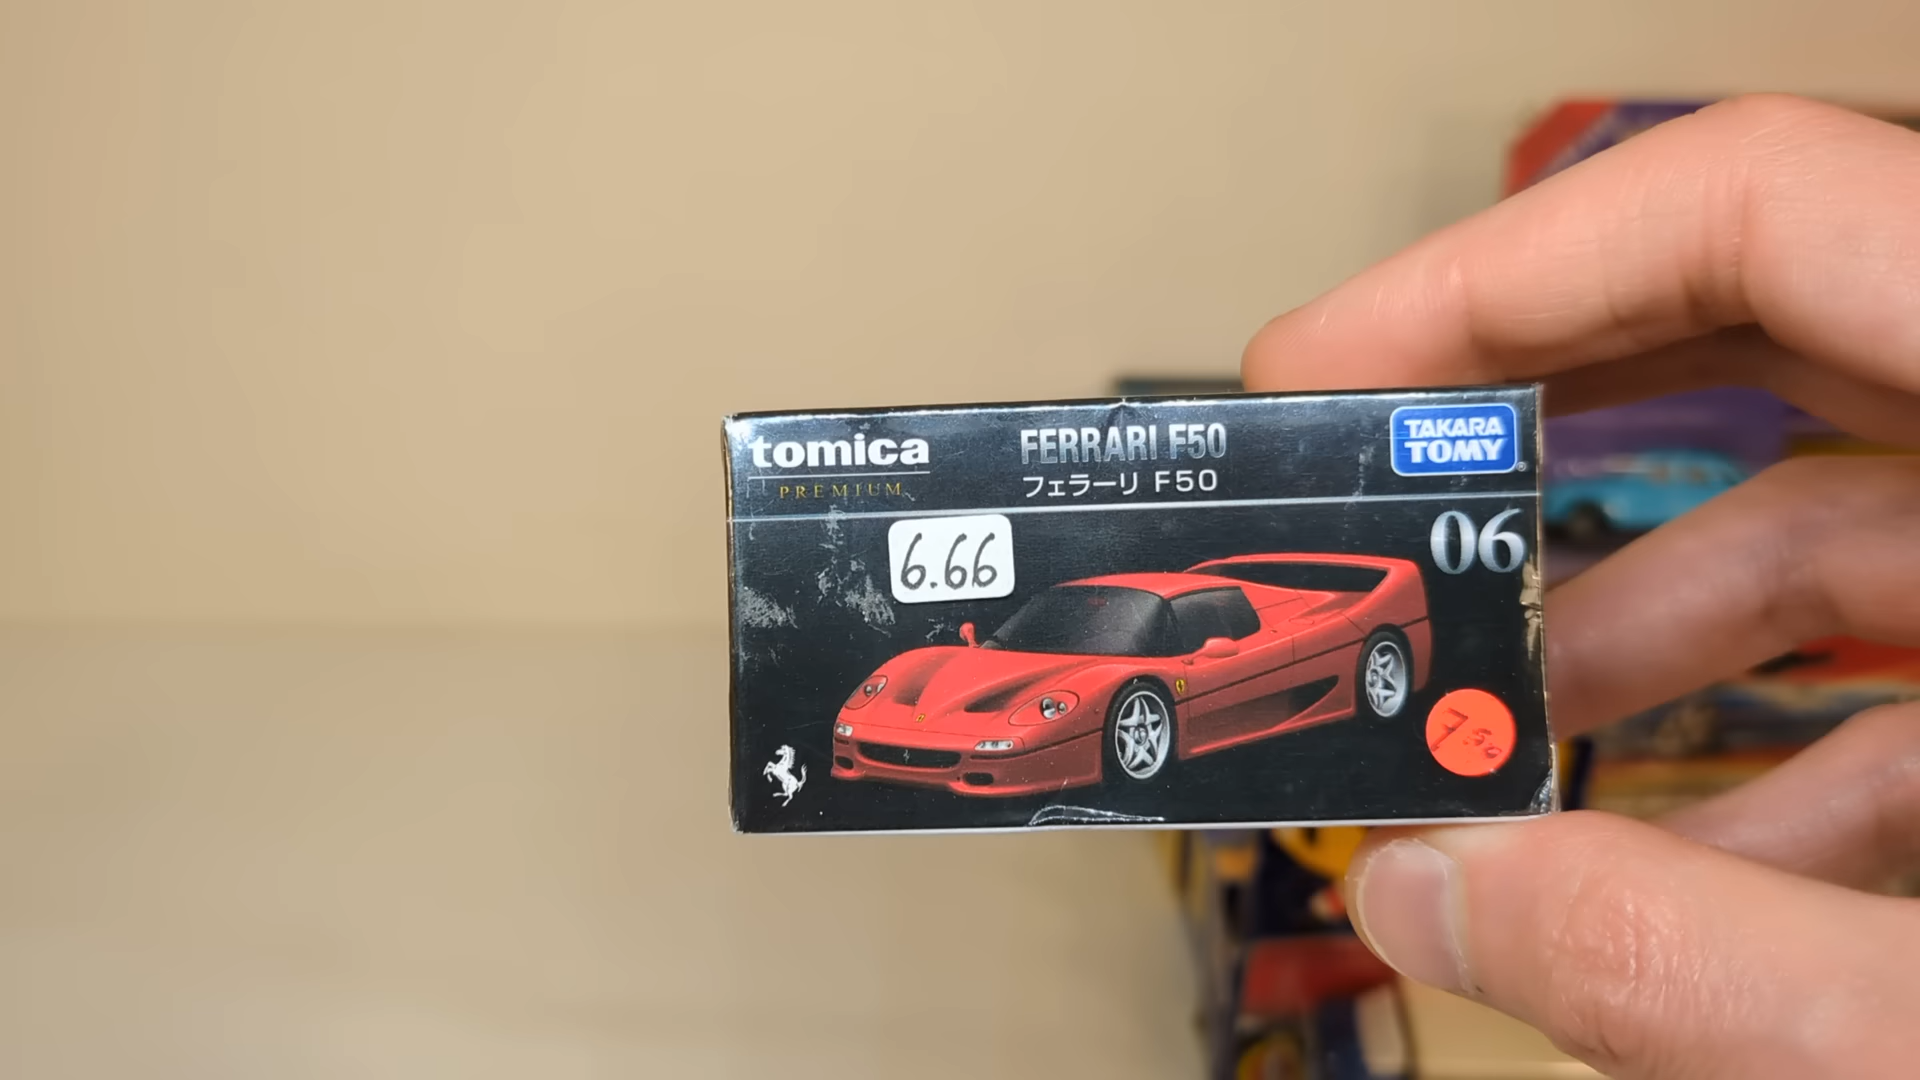 tomica
PREMIUM
FERRARI F50
フェラーリ F50
TAKARA
TOMY
®
06
6.66
7.50